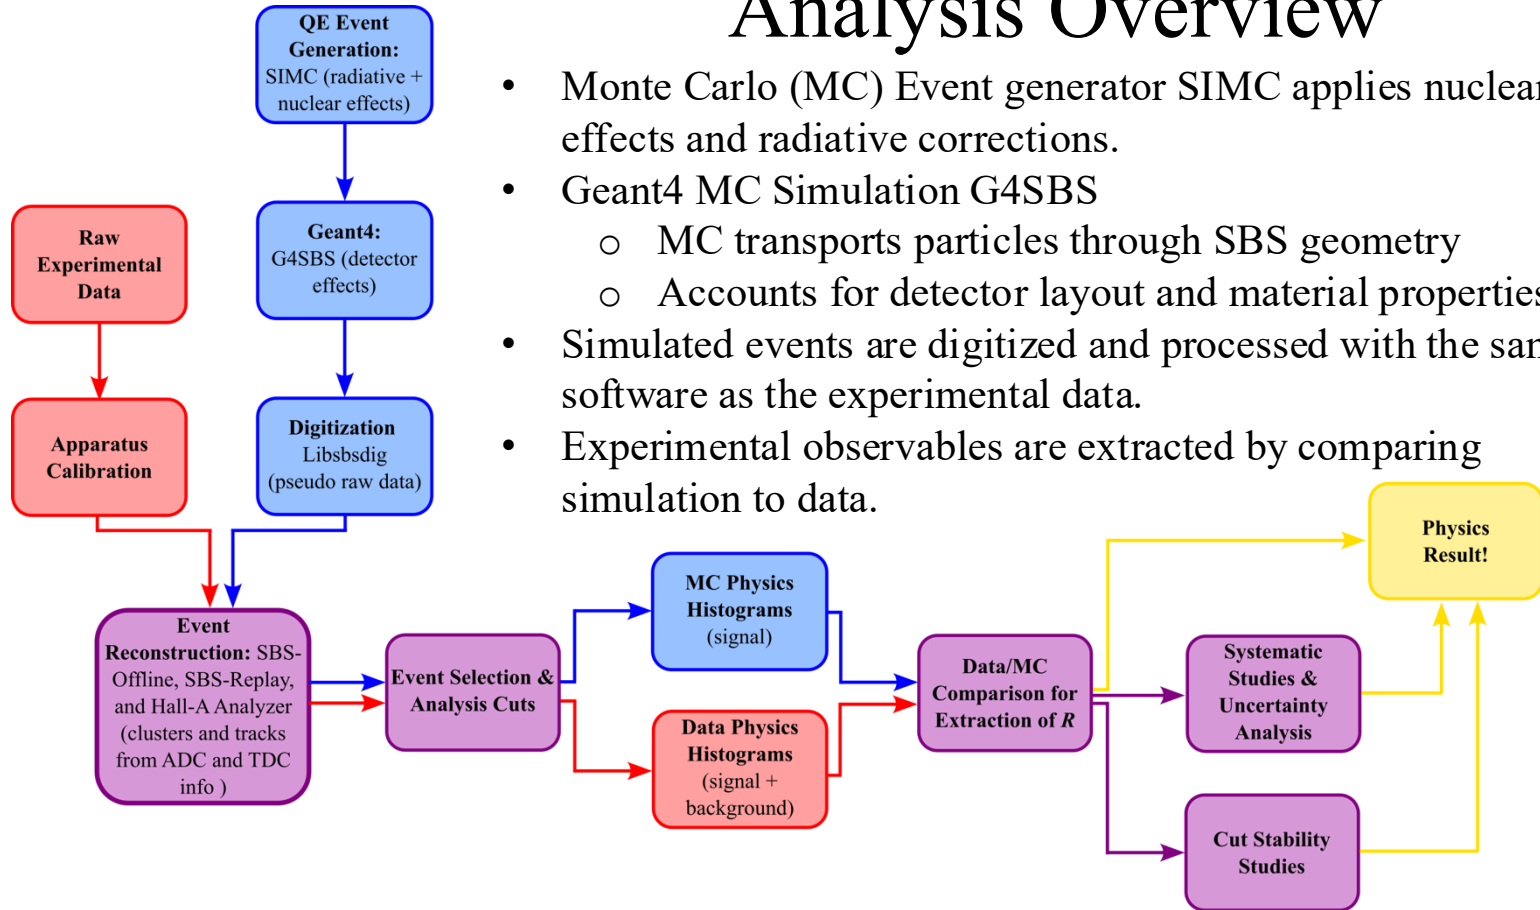 Analysis Overview
• Monte Carlo (MC) Event generator SIMC applies nuclear
effects and radiative corrections.
• Geant4 MC Simulation G4SBS
o MC transports particles through SBS geometry
o Accounts for detector layout and material properties
• Simulated events are digitized and processed with the
software as the experimental data.
• Experimental observables are extracted by comparing
simulation to data.
QE Event
Generation:
SIMC (radiative +
nuclear effects)
Geant4:
G4SBS (detector
effects)
Digitization
Libsbsdig
(pseudo raw data)
Raw
Experimental
Data
Apparatus
Calibration
Event
Reconstruction: SBS-
Offline, SBS-Replay,
and Hall-A Analyzer
(clusters and tracks
from ADC and TDC
info )
Event Selection &
Analysis Cuts
MC Physics
Histograms
(signal)
Data Physics
Histograms
(signal +
background)
Data/MC
Comparison for
Extraction of R
Systematic
Studies &
Uncertainty
Analysis
Cut Stability
Studies
Physics
Result!